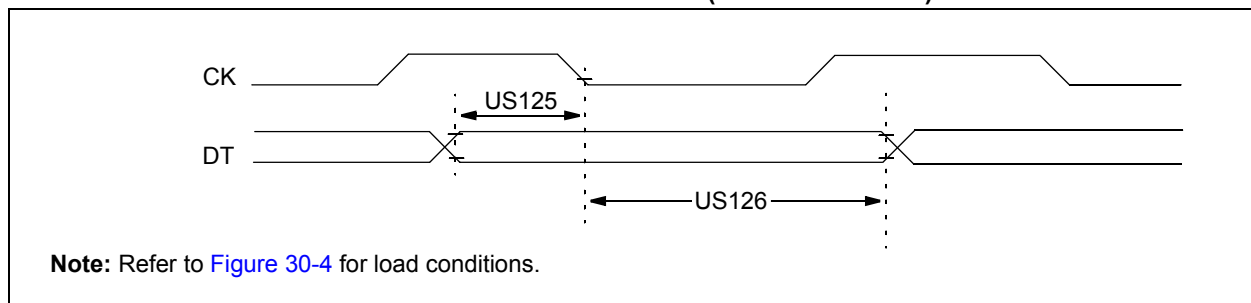 CK
US125
DT
US126
Note: Refer to Figure 30-4 for load conditions.